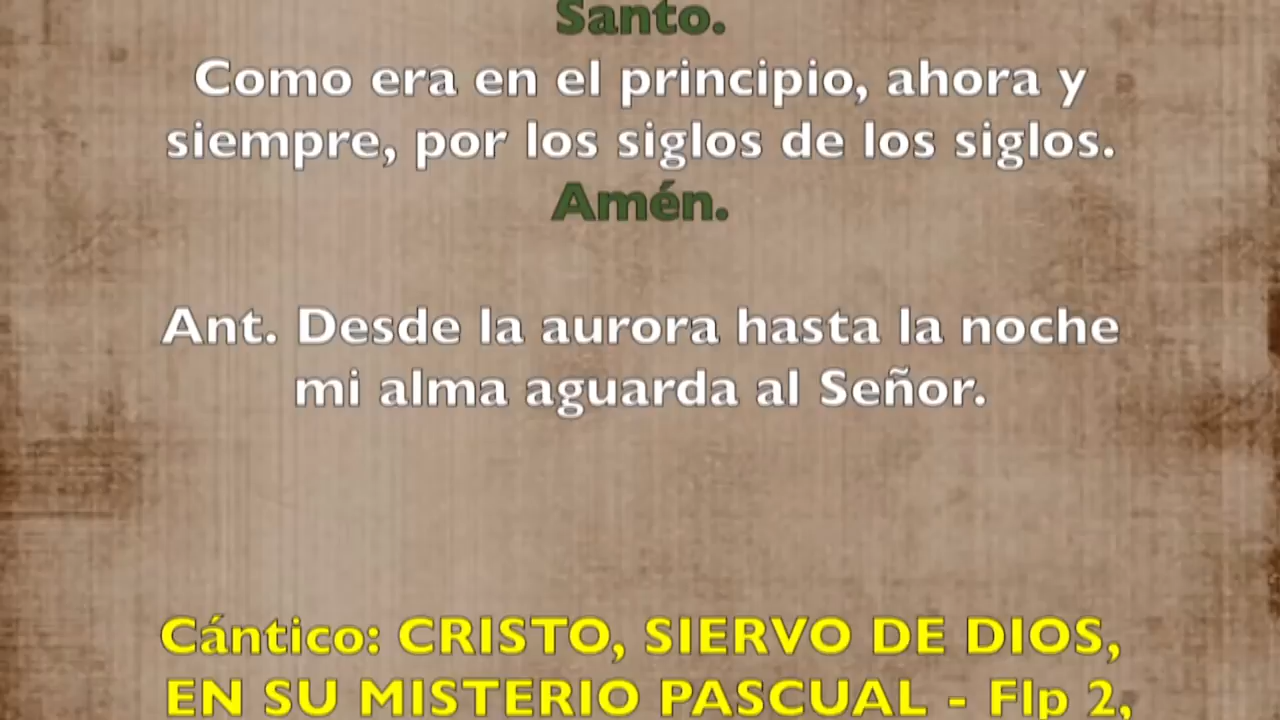 Santo.
Como era en el principio, ahora y
siempre, por los siglos de los siglos.
Amén.
Ant. Desde la aurora hasta la noche
mi alma aguarda al Señor.
Cántico: CRISTO, SIERVO DE DIOS,
EN SU MISTERIO PASCUAL - Flp 2,